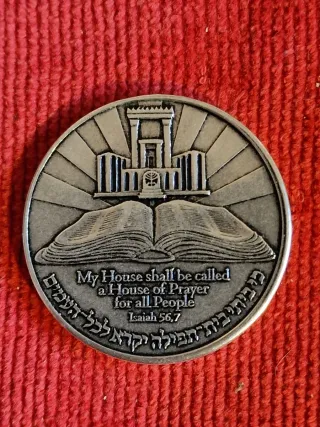 My House shall be called
a House of Prayer
for all People
Isaiah 56,7
כי ביתי בית-תפילה יקרא לכל-העמים